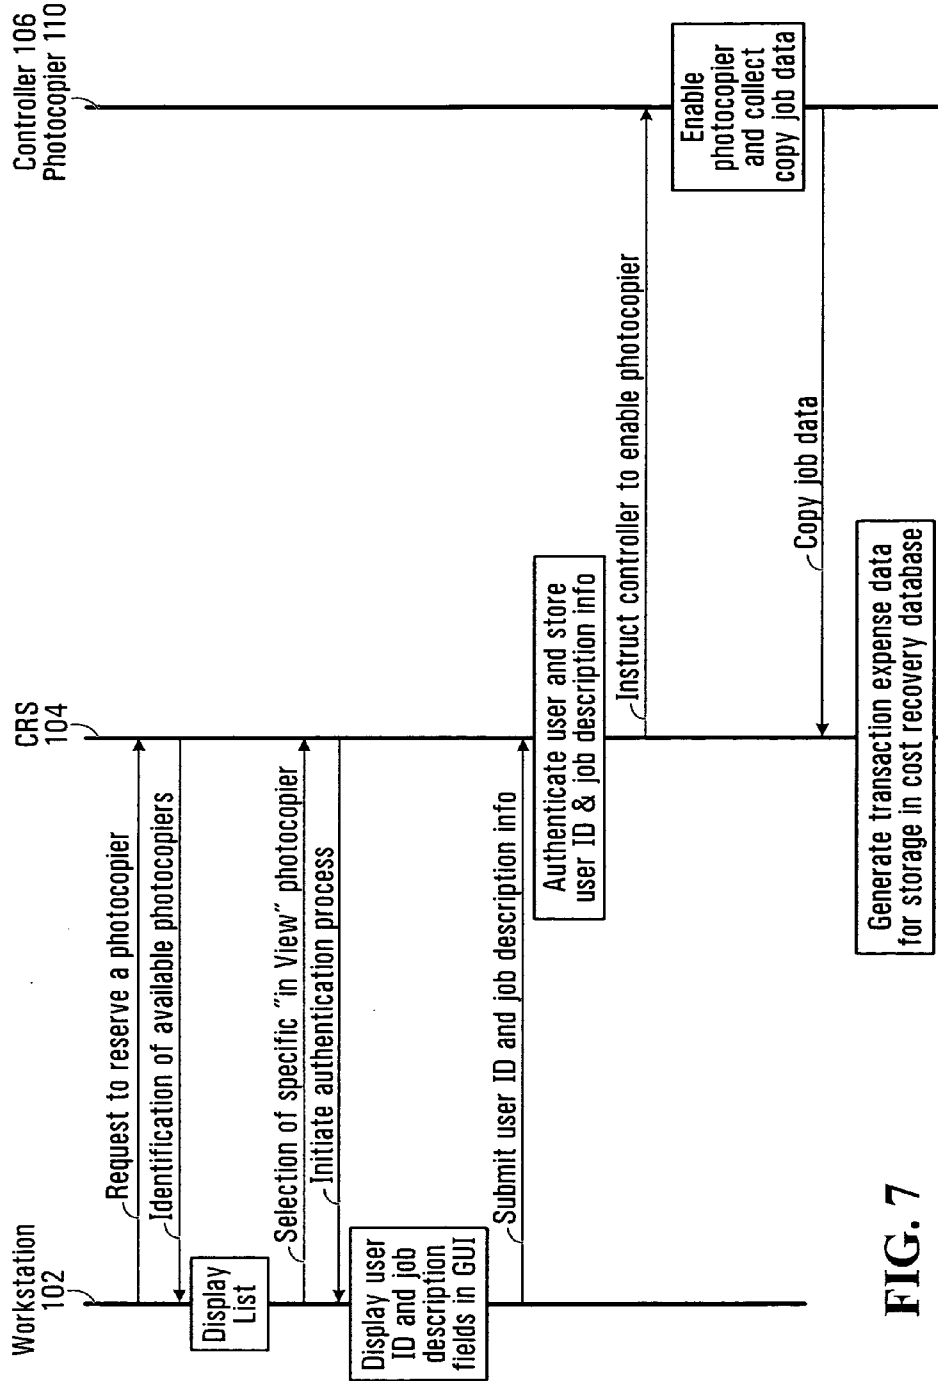 Workstation
102
CRS
104
Controller 106
Photocopier 110
Request to reserve a photocopier
Identification of available photocopiers
Display
List
Selection of specific "in View" photocopier
Initiate authentication process
Display user
ID and job
description
fields in GUI
Submit user ID and job description info
Authenticate user and store
user ID & job description info
Instruct controller to enable photocopier
Enable
photocopier
and collect
copy job data
Copy job data
Generate transaction expense data
for storage in cost recovery database
FIG. 7